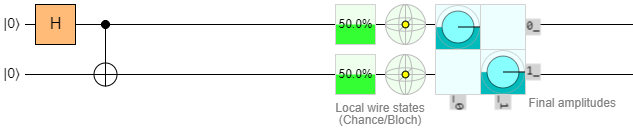 |0⟩ H 50.0% 0_
|0⟩ 50.0% 1_
_0 _1
Local wire states Final amplitudes
(Chance/Bloch)